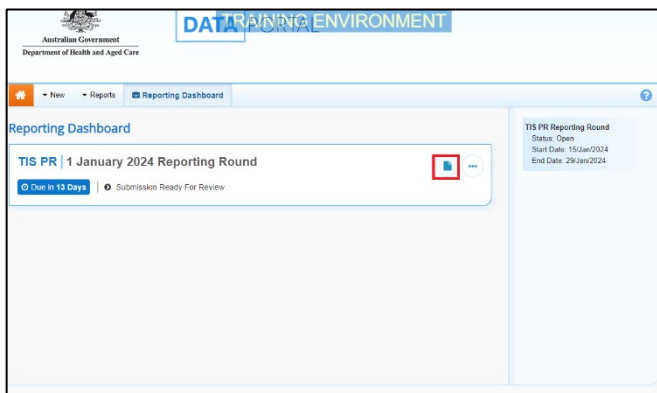 Australian Government
Department of Health and Aged Care
DATA PORTAL
TRAINING ENVIRONMENT
New
Reports
Reporting Dashboard
?
Reporting Dashboard
TIS PR | 1 January 2024 Reporting Round
Due in 13 Days | Submission Ready For Review
TIS PR Reporting Round
Status: Open
Start Date: 15/Jan/2024
End Date: 29/Jan/2024